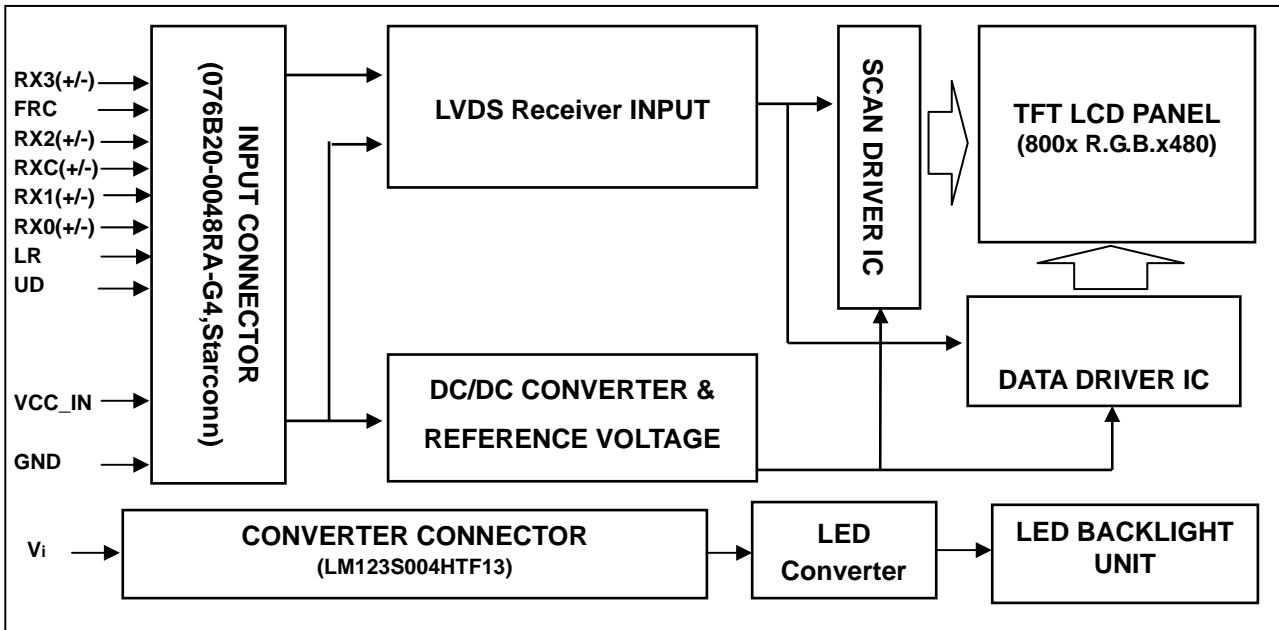 RX3(+/-)
FRC
RX2(+/-)
RXC(+/-)
RX1(+/-)
RX0(+/-)
LR
UD
VCC_IN
GND
INPUT CONNECTOR
(076B20-0048RA-G4,Starconn)
LVDS Receiver INPUT
SCAN DRIVER IC
TFT LCD PANEL
(800x R.G.B.x480)
DC/DC CONVERTER &
REFERENCE VOLTAGE
DATA DRIVER IC
Vi
CONVERTER CONNECTOR
(LM123S004HTF13)
LED
Converter
LED BACKLIGHT
UNIT